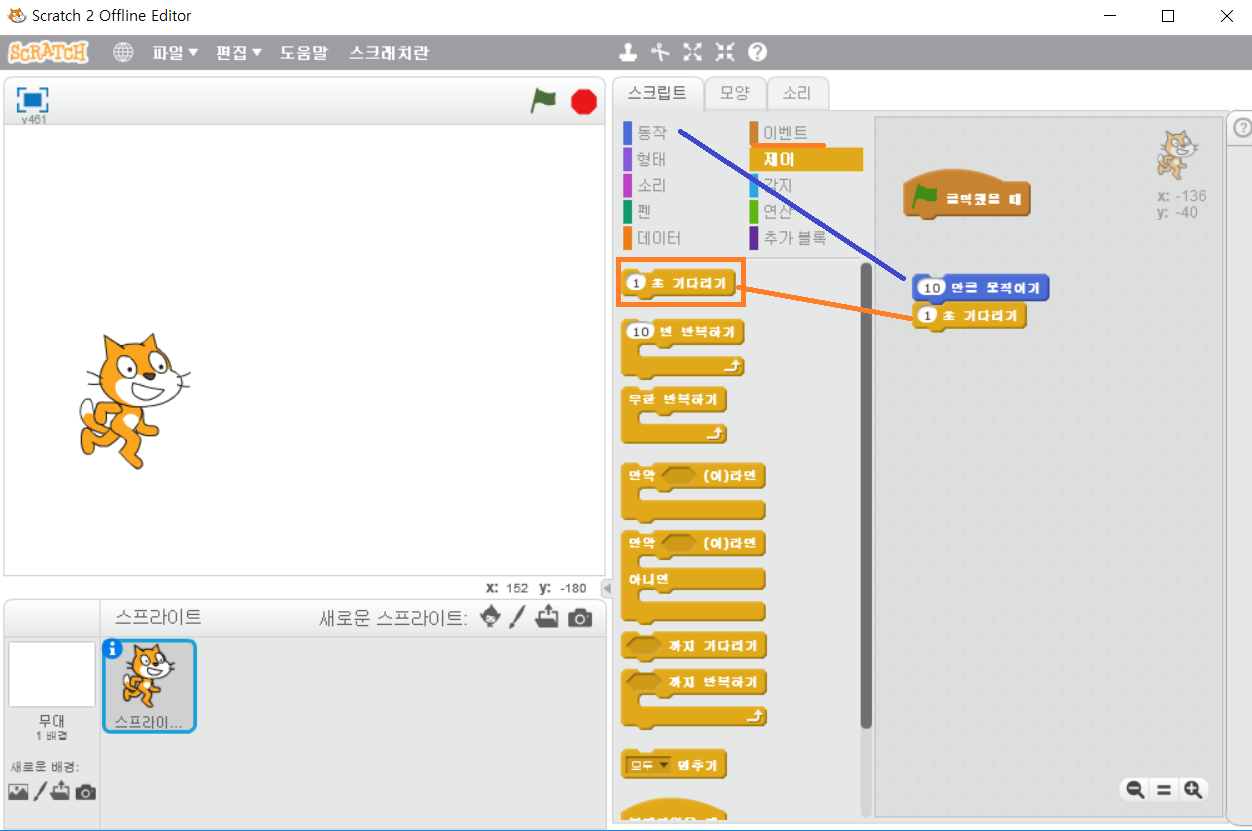 Scratch 2 Offline Editor
SCRATCH 파일 편집 도움말 스크래치란
v461
스크립트 모양 소리
동작 이벤트
형태 제어
소리 감지
펜 연산
데이터 추가 블록
x: -136
y: -40
클릭했을 때
1 초 기다리기
10 만큼 움직이기
1 초 기다리기
10 번 반복하기
무한 반복하기
만약 (이)라면
만약 (이)라면
아니면
까지 기다리기
까지 반복하기
모두 멈추기
x: 152 y: -180
스프라이트 새로운 스프라이트:
무대
1 배경
스프라이...
새로운 배경: